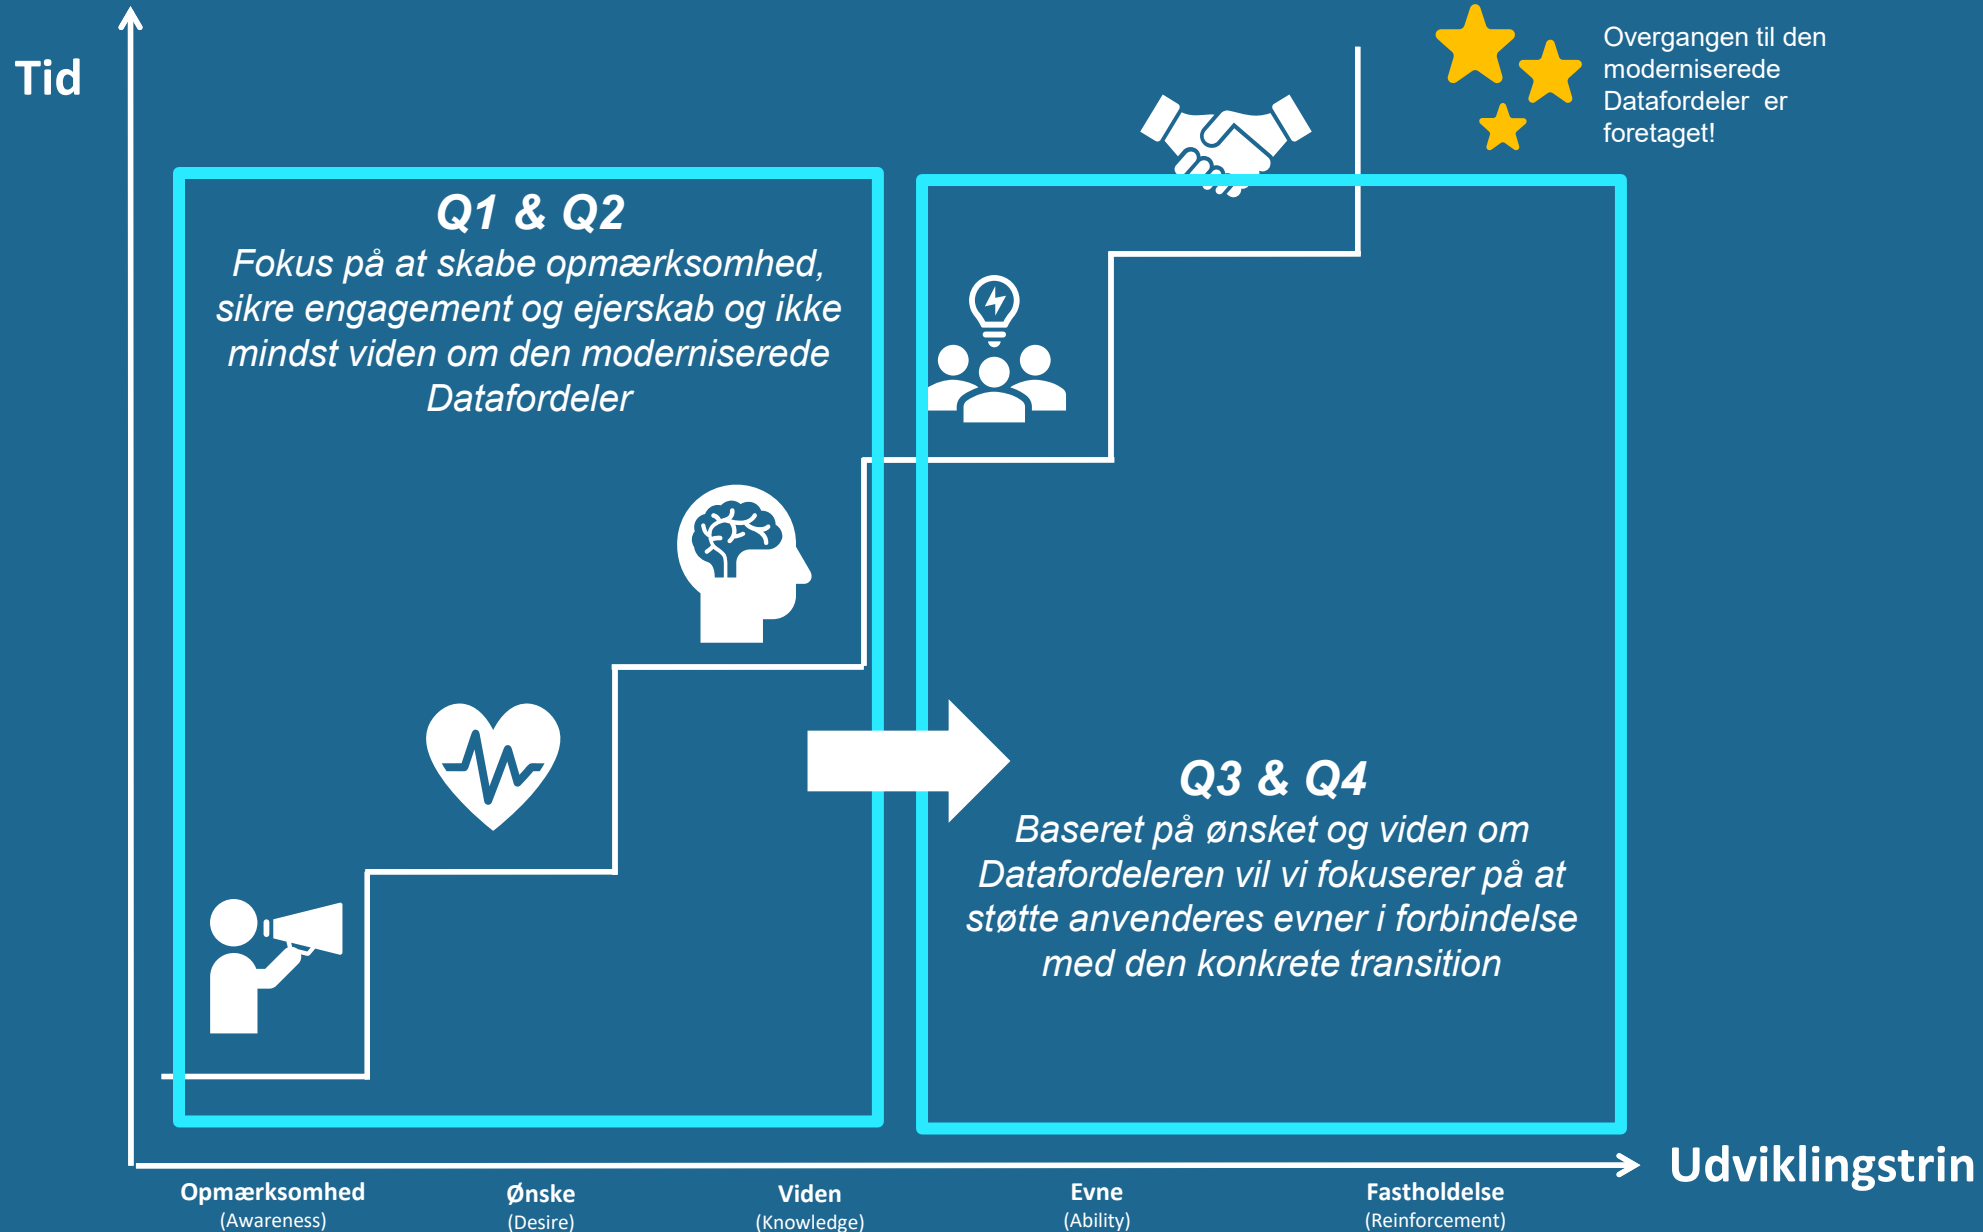 Tid
Overgangen til den
moderniserede
Datafordeler er
foretaget!
Q1 & Q2
Fokus på at skabe opmærksomhed,
sikre engagement og ejerskab og ikke
mindst viden om den moderniserede
Datafordeler
Q3 & Q4
Baseret på ønsket og viden om
Datafordeleren vil vi fokuserer på at
støtte anvenderes evner i forbindelse
med den konkrete transition
Udviklingstrin
Opmærksomhed
(Awareness)
Ønske
(Desire)
Viden
(Knowledge)
Evne
(Ability)
Fastholdelse
(Reinforcement)